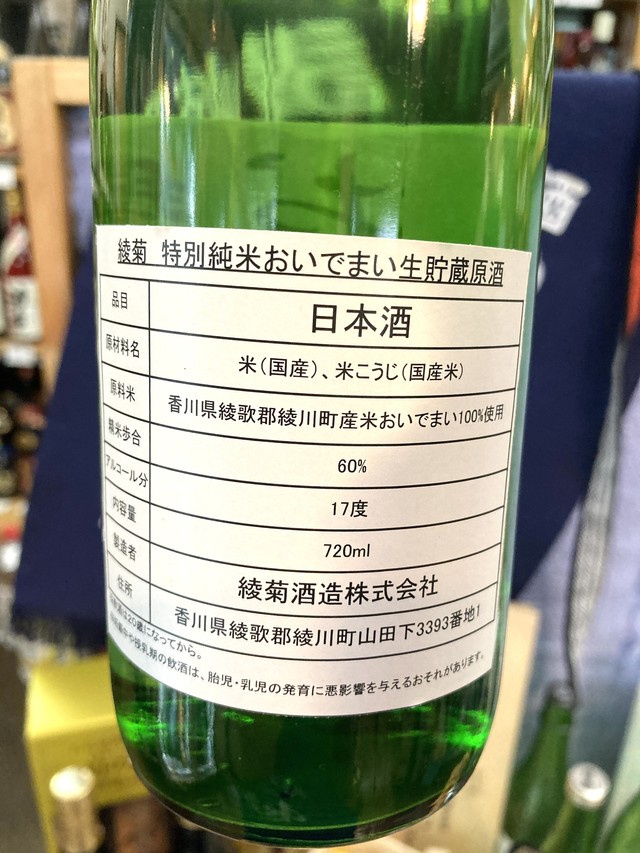 綾菊 特別純米おいでまい生貯蔵原酒
品目 日本酒
原材料名 米(国産)、米こうじ(国産米)
原料米 香川県綾歌郡綾川町産米おいでまい100%使用
精米歩合 60%
アルコール分 17度
内容量 720ml
製造者 綾菊酒造株式会社
住所 香川県綾歌郡綾川町山田下3393番地1
は20歳になってから。
や授乳期の飲酒は、胎児・乳児の発育に悪影響を与えるおそれがあります。